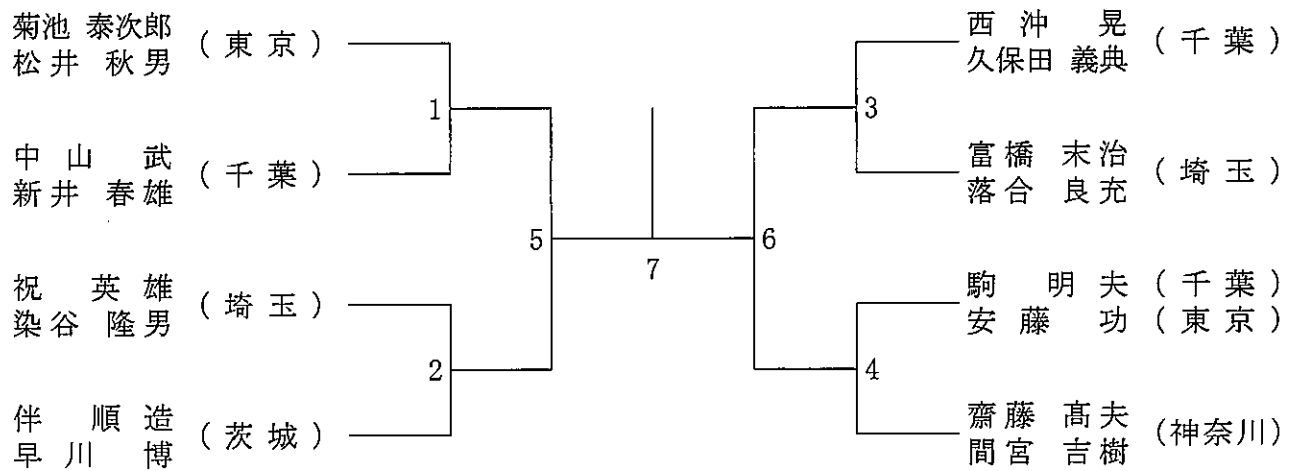 菊池 泰次郎
松井 秋男
(東京)
中山 武
新井 春雄
(千葉)
祝 英雄
染谷 隆男
(埼玉)
伴 順造
早川 博
(茨城)
1
2
5
7
6
3
4
西沖 晃
久保田 義典
(千葉)
富橋 末治
落合 良充
(埼玉)
駒 明夫 (千葉)
安藤 功 (東京)
齋藤 髙夫
間宮 吉樹
(神奈川)